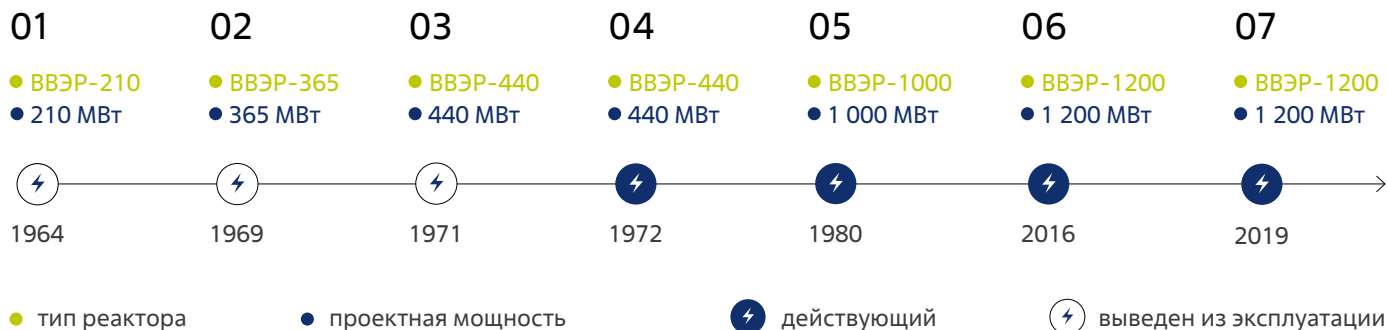 01 02 03 04 05 06 07
ВВЭР-210 ВВЭР-365 ВВЭР-440 ВВЭР-440 ВВЭР-1000 ВВЭР-1200 ВВЭР-1200
210 МВт 365 МВт 440 МВт 440 МВт 1 000 МВт 1 200 МВт 1 200 МВт
1964 1969 1971 1972 1980 2016 2019
тип реактора проектная мощность действующий выведен из эксплуатации